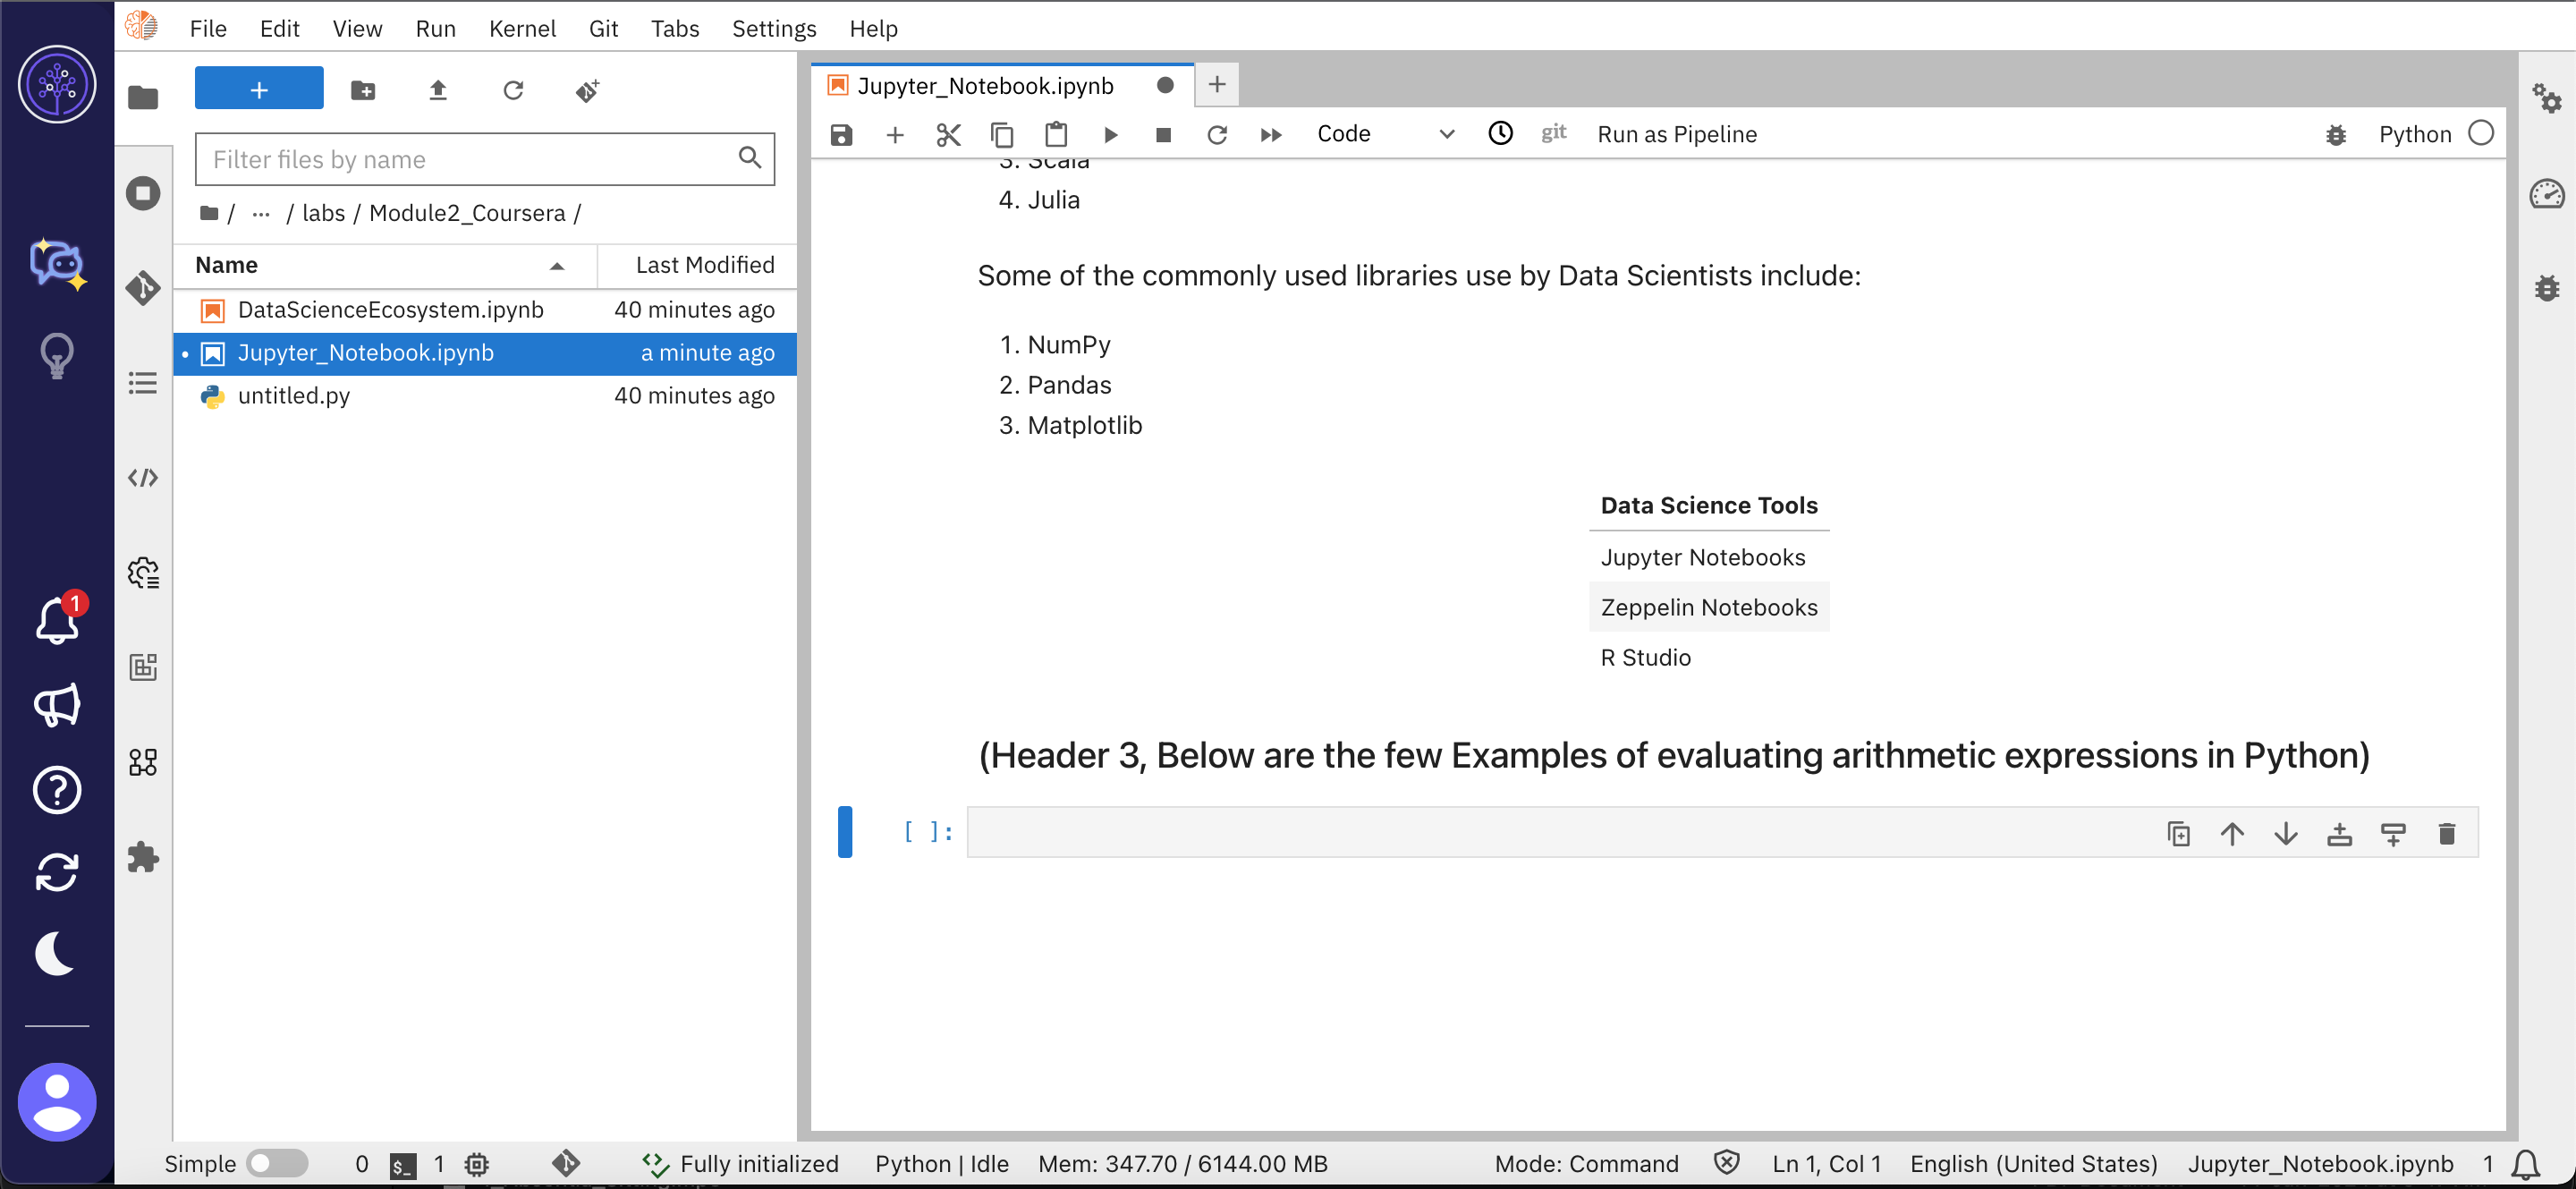 File Edit View Run Kernel Git Tabs Settings Help
+
Filter files by name
/ ... / labs / Module2_Coursera /
Name Last Modified
DataScienceEcosystem.ipynb 40 minutes ago
• Jupyter_Notebook.ipynb a minute ago
untitled.py 40 minutes ago
1
Jupyter_Notebook.ipynb
Code git Run as Pipeline Python
3. Scala
4. Julia
Some of the commonly used libraries use by Data Scientists include:
1. NumPy
2. Pandas
3. Matplotlib
Data Science Tools
Jupyter Notebooks
Zeppelin Notebooks
R Studio
(Header 3, Below are the few Examples of evaluating arithmetic expressions in Python)
[ ]:
Simple 0 $_ 1 Fully initialized Python | Idle Mem: 347.70 / 6144.00 MB Mode: Command Ln 1, Col 1 English (United States) Jupyter_Notebook.ipynb 1